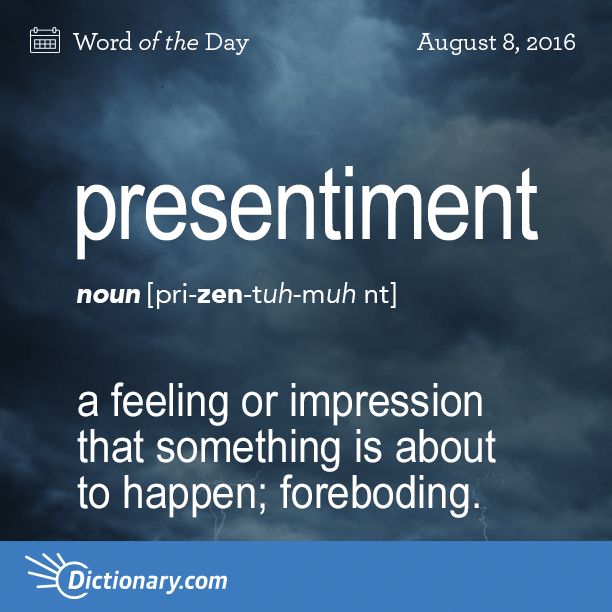 Word of the Day August 8, 2016
presentiment
noun [pri-zen-tuh-muh nt]
a feeling or impression
that something is about
to happen; foreboding.
Dictionary.com